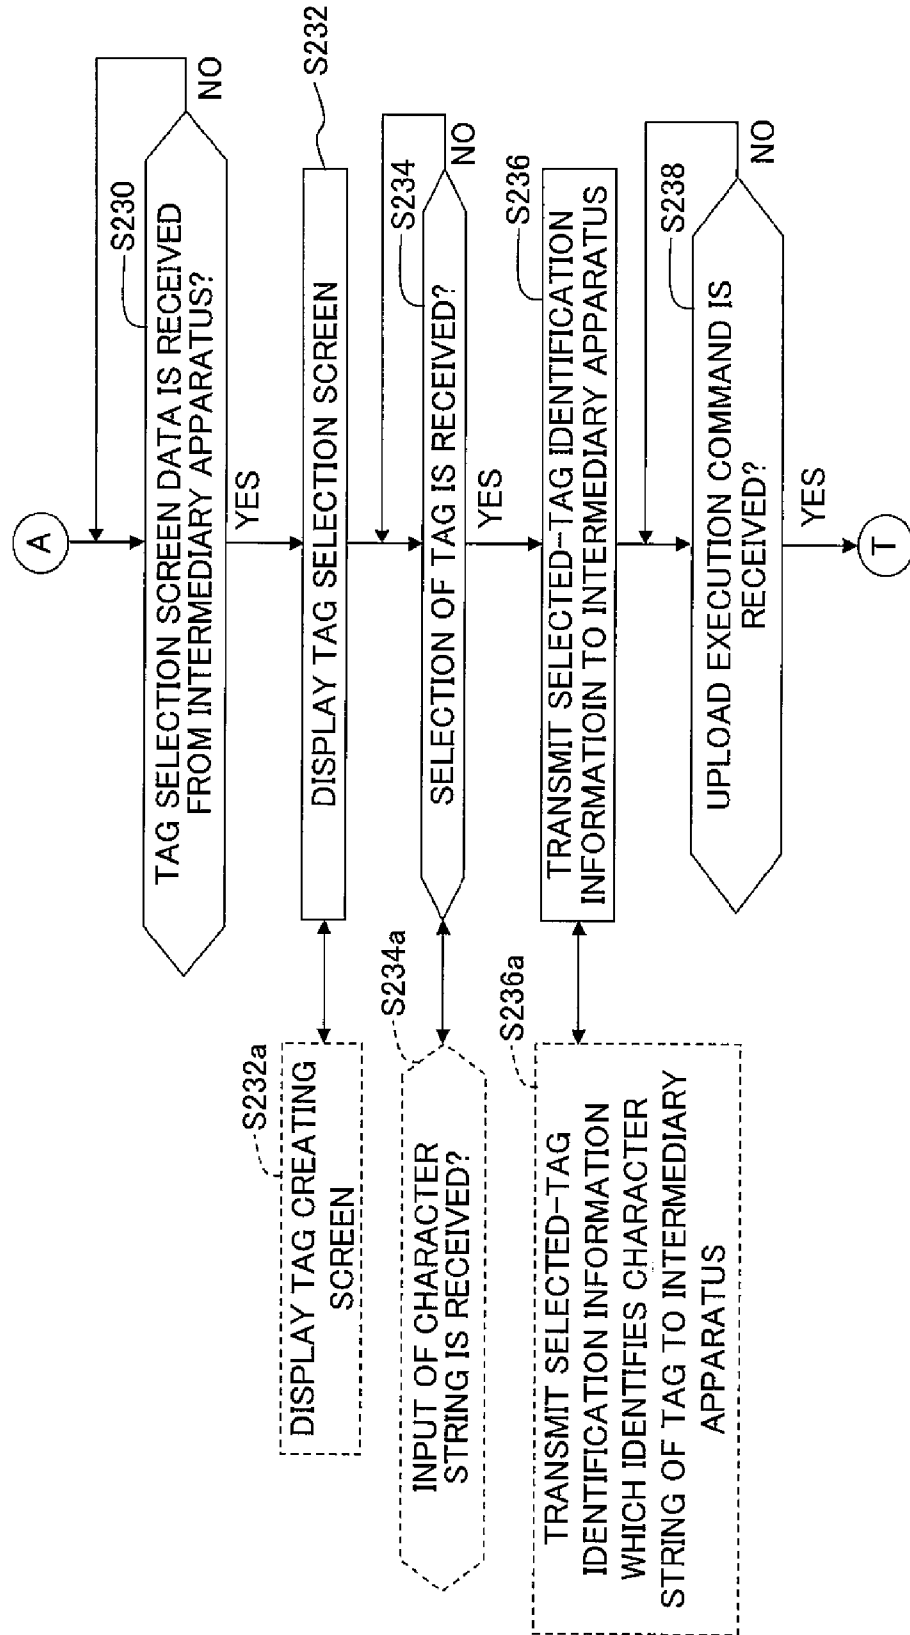 A
S230
TAG SELECTION SCREEN DATA IS RECEIVED
FROM INTERMEDIARY APPARATUS?
NO
YES
S232
DISPLAY TAG SELECTION SCREEN
S232a
DISPLAY TAG CREATING
SCREEN
S234
SELECTION OF TAG IS RECEIVED?
NO
YES
S234a
INPUT OF CHARACTER
STRING IS RECEIVED?
S236
TRANSMIT SELECTED-TAG IDENTIFICATION
INFORMATIOIN TO INTERMEDIARY APPARATUS
S236a
TRANSMIT SELECTED-TAG
IDENTIFICATION INFORMATION
WHICH IDENTIFIES CHARACTER
STRING OF TAG TO INTERMEDIARY
APPARATUS
S238
UPLOAD EXECUTION COMMAND IS
RECEIVED?
NO
YES
T